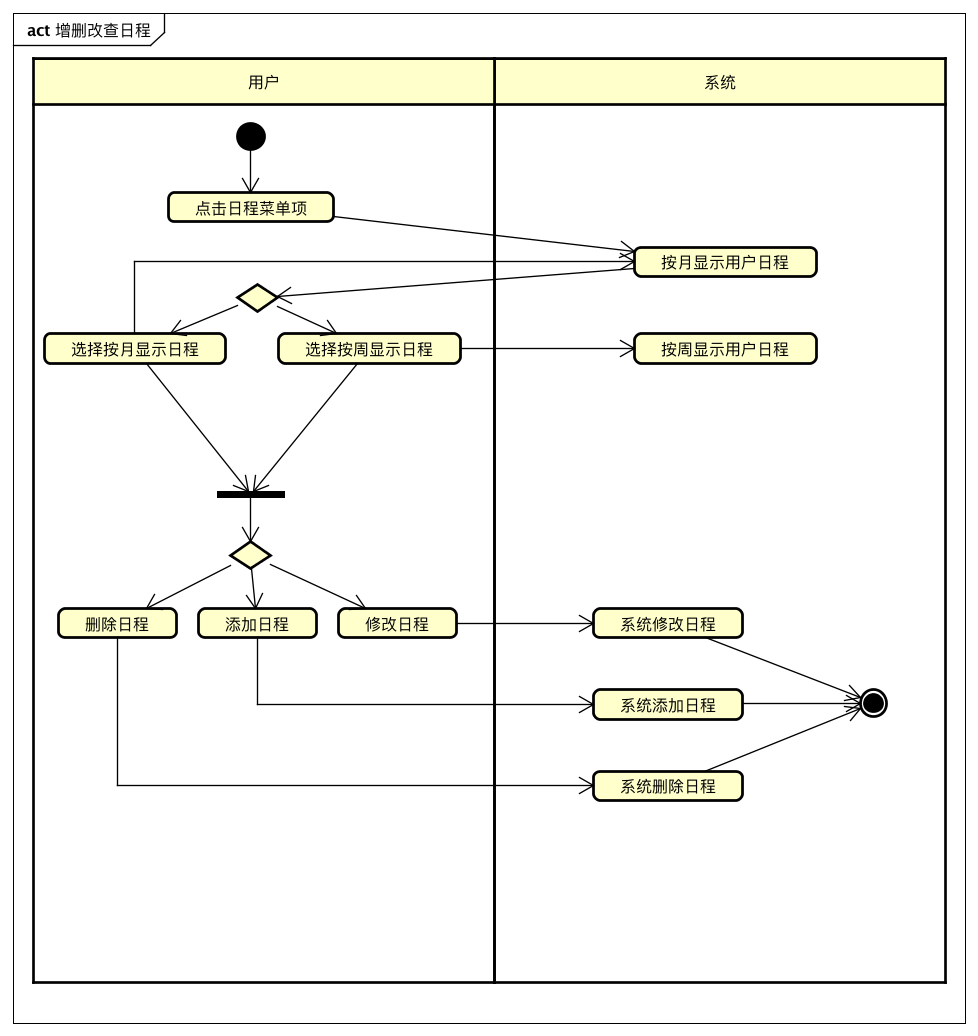 act 增删改查日程
用户
系统
点击日程菜单项
按月显示用户日程
选择按月显示日程
选择按周显示日程
按周显示用户日程
删除日程
添加日程
修改日程
系统修改日程
系统添加日程
系统删除日程